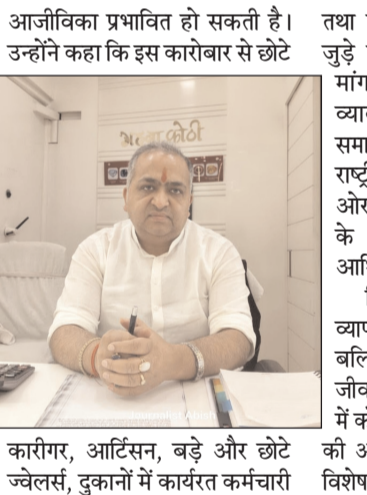 आजीविका प्रभावित हो सकती है।
उन्होंने कहा कि इस कारोबार से छोटे
कोठी
कारीगर, आर्टिसन, बड़े और छोटे
ज्वेलर्स, दुकानों में कार्यरत कर्मचारी
तथा
जुड़े
मांग
व्या
समा
राष्ट्री
ओर
के
आि
व्याप
बलि
जीव
में क
की अ
विशेष